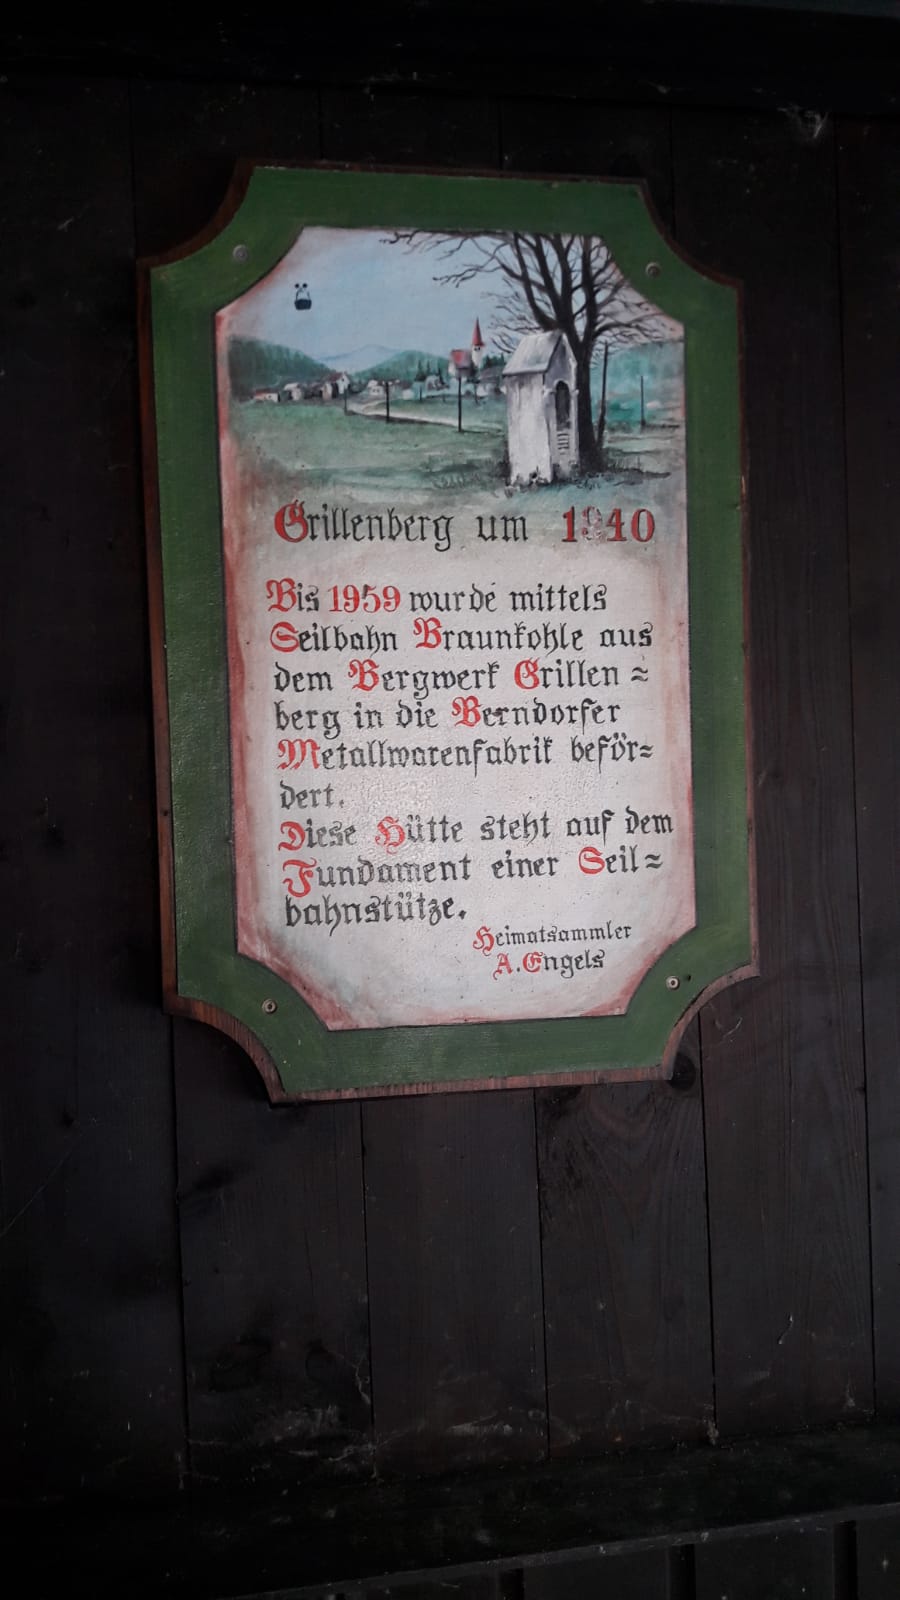 Grillenberg um 1940
Bis 1959 wurde mittels
Seilbahn Braunkohle aus
dem Bergwerk Grillen=
berg in die Berndorfer
Metallwarenfabrik beför=
dert.
Diese Hütte steht auf dem
Fundament einer Seil=
bahnstütze.
Heimatsammler
A. Engels